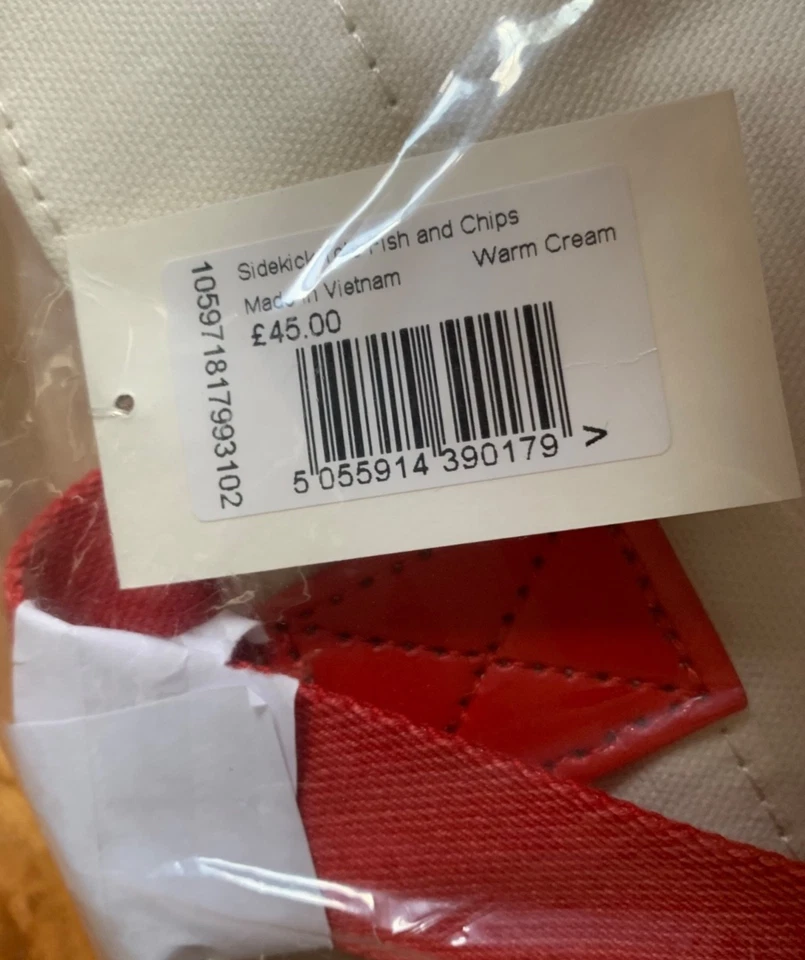 Sidekick Fish and Chips
Warm Cream
Made in Vietnam
£45.00
5 055914 390179 >
105971817993102